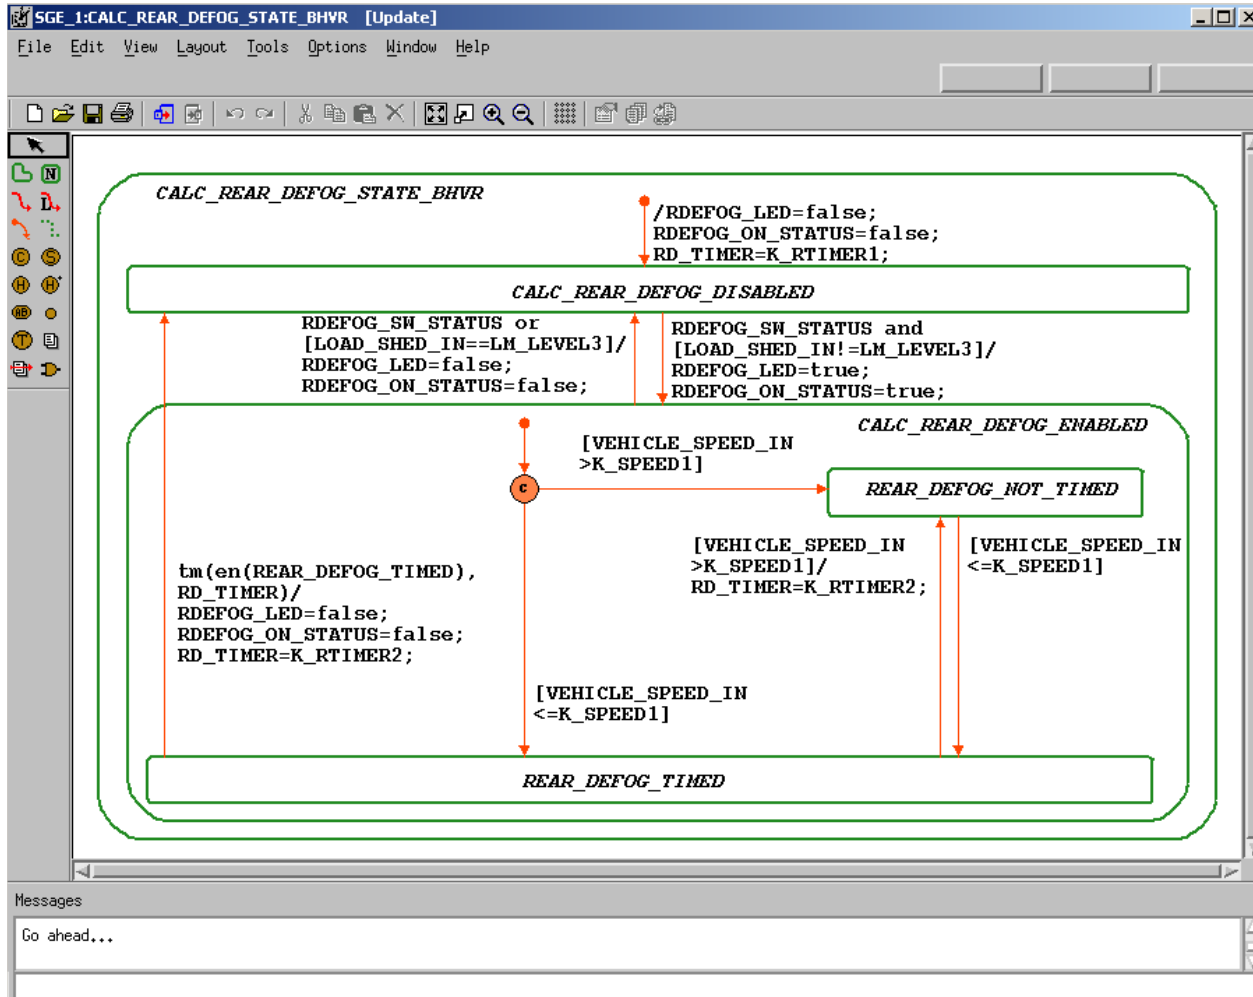 SGE_1:CALC_REAR_DEFOG_STATE_BHVR [Update]
File Edit View Layout Tools Options Window Help
N
L
C S
H H*
AB
T
CALC_REAR_DEFOG_STATE_BHVR
/RDEFOG_LED=false;
RDEFOG_ON_STATUS=false;
RD_TIMER=K_RTIMER1;
CALC_REAR_DEFOG_DISABLED
RDEFOG_SW_STATUS or
[LOAD_SHED_IN==LM_LEVEL3]/
RDEFOG_LED=false;
RDEFOG_ON_STATUS=false;
RDEFOG_SW_STATUS and
[LOAD_SHED_IN!=LM_LEVEL3]/
RDEFOG_LED=true;
RDEFOG_ON_STATUS=true;
CALC_REAR_DEFOG_ENABLED
[VEHICLE_SPEED_IN
>K_SPEED1]
C
REAR_DEFOG_NOT_TIMED
tm(en(REAR_DEFOG_TIMED),
RD_TIMER)/
RDEFOG_LED=false;
RDEFOG_ON_STATUS=false;
RD_TIMER=K_RTIMER2;
[VEHICLE_SPEED_IN
>K_SPEED1]/
RD_TIMER=K_RTIMER2;
[VEHICLE_SPEED_IN
<=K_SPEED1]
[VEHICLE_SPEED_IN
<=K_SPEED1]
REAR_DEFOG_TIMED
Messages
Go ahead...